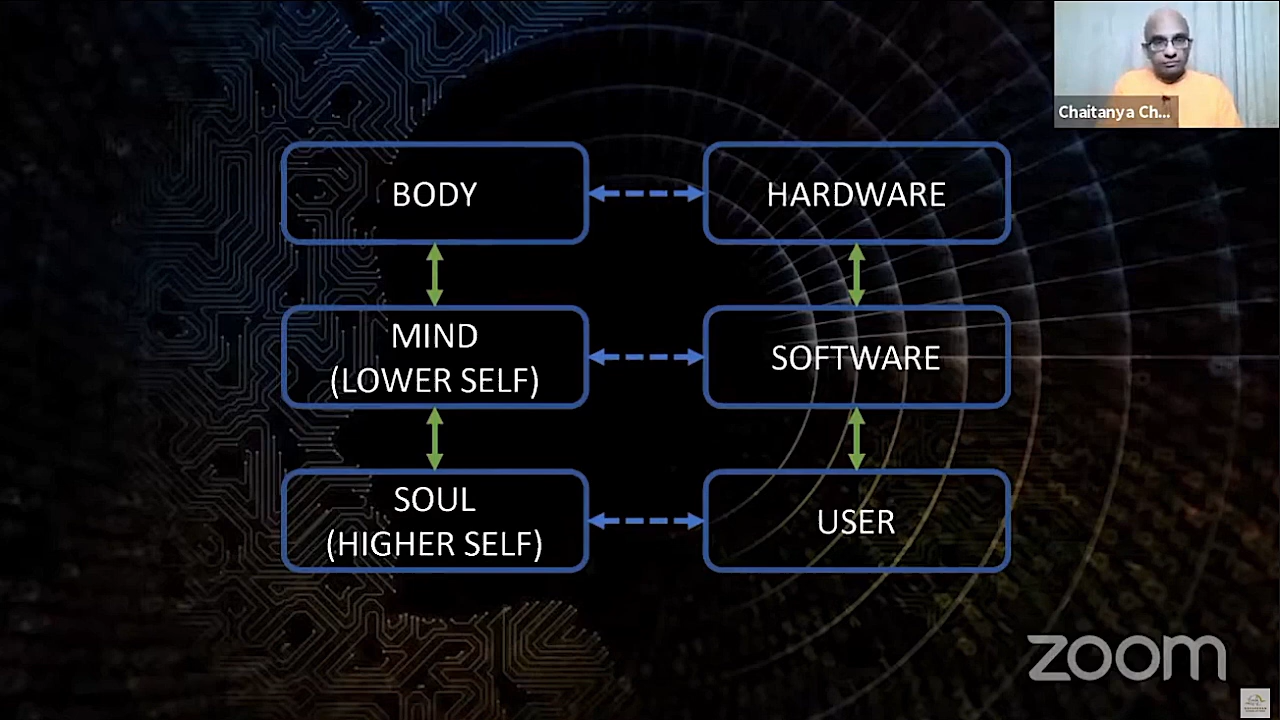 Chaitanya Ch...
BODY
HARDWARE
MIND
(LOWER SELF)
SOFTWARE
SOUL
(HIGHER SELF)
USER
zoom